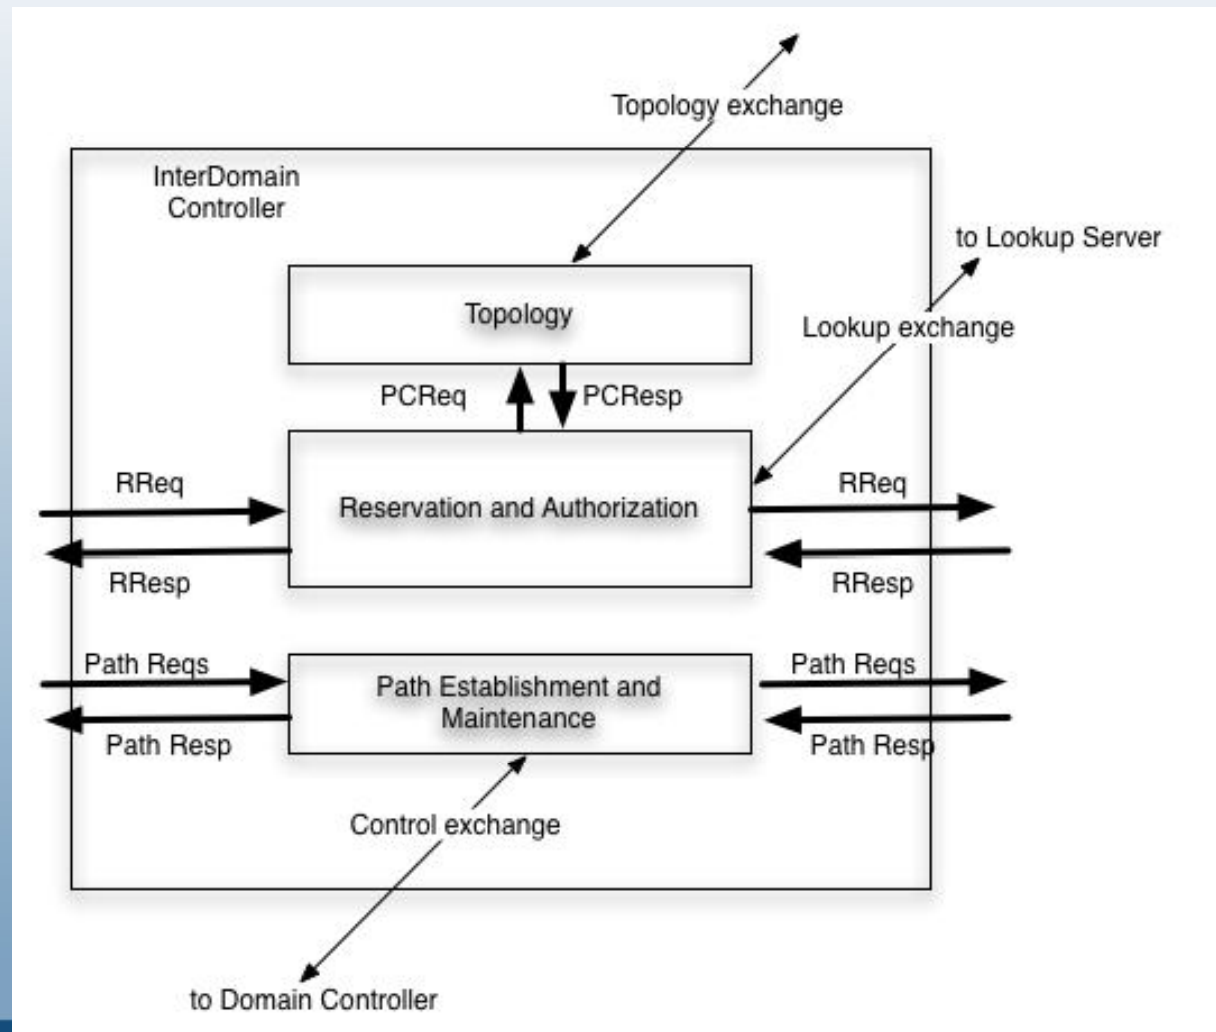 Topology exchange
InterDomain
Controller
to Lookup Server
Topology
Lookup exchange
PCReq
PCResp
RReq
Reservation and Authorization
RReq
RResp
RResp
Path Reqs
Path Establishment and
Maintenance
Path Reqs
Path Resp
Path Resp
Control exchange
to Domain Controller